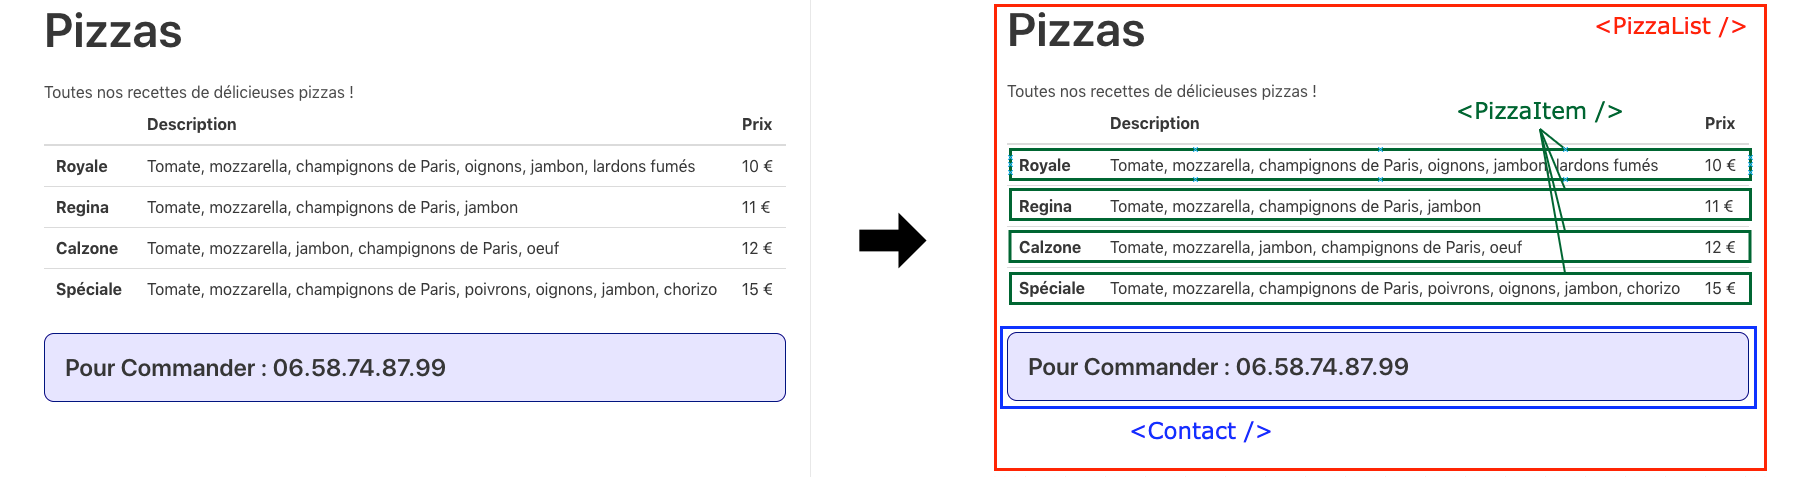 Pizzas
Toutes nos recettes de délicieuses pizzas !
Description Prix
Royale Tomate, mozzarella, champignons de Paris, oignons, jambon, lardons fumés 10 €
Regina Tomate, mozzarella, champignons de Paris, jambon 11 €
Calzone Tomate, mozzarella, jambon, champignons de Paris, oeuf 12 €
Spéciale Tomate, mozzarella, champignons de Paris, poivrons, oignons, jambon, chorizo 15 €
Pour Commander : 06.58.74.87.99
<PizzaList />
Pizzas
Toutes nos recettes de délicieuses pizzas !
<PizzaItem />
Description Prix
Royale Tomate, mozzarella, champignons de Paris, oignons, jambon, lardons fumés 10 €
Regina Tomate, mozzarella, champignons de Paris, jambon 11 €
Calzone Tomate, mozzarella, jambon, champignons de Paris, oeuf 12 €
Spéciale Tomate, mozzarella, champignons de Paris, poivrons, oignons, jambon, chorizo 15 €
Pour Commander : 06.58.74.87.99
<Contact />